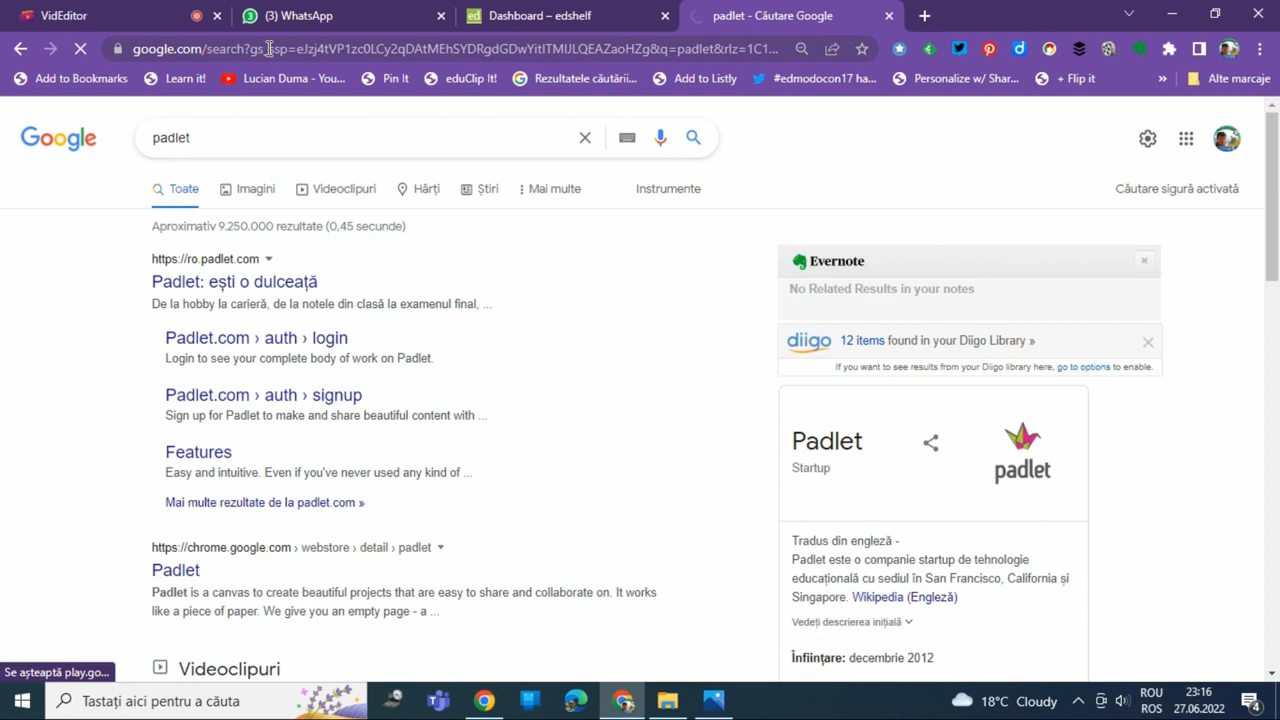 VidEditor
(3) WhatsApp
Dashboard – edshelf
padlet - Căutare Google
google.com/search?gs_ssp=eJzj4tVP1zc0LCy2qDAtMEhSYDRgdGDwYitITMlJLQEAZaoHZg&q=padlet&rlz=1C1...
Add to Bookmarks
Learn it!
Lucian Duma - You...
Pin It
eduClip It!
Rezultatele căutării...
Add to Listly
#edmodocon17 ha...
Personalize w/ Shar...
+ Flip it
»
Alte marcaje
Google
padlet
Toate
Imagini
Videoclipuri
Hărți
Știri
Mai multe
Instrumente
Căutare sigură activată
Aproximativ 9.250.000 rezultate (0,45 secunde)
https://ro.padlet.com
Padlet: ești o dulceață
De la hobby la carieră, de la notele din clasă la examenul final, ...
Padlet.com › auth › login
Login to see your complete body of work on Padlet.
Padlet.com › auth › signup
Sign up for Padlet to make and share beautiful content with ...
Features
Easy and intuitive. Even if you've never used any kind of ...
Mai multe rezultate de la padlet.com »
https://chrome.google.com › webstore › detail › padlet
Padlet
Padlet is a canvas to create beautiful projects that are easy to share and collaborate on. It works
like a piece of paper. We give you an empty page - a ...
Videoclipuri
Evernote
No Related Results in your notes
diigo
12 items found in your Diigo Library »
If you want to see results from your Diigo library here, go to options to enable.
Padlet
Startup
padlet
Tradus din engleză -
Padlet este o companie startup de tehnologie
educațională cu sediul în San Francisco, California și
Singapore. Wikipedia (Engleză)
Vedeți descrierea inițială
Înființare: decembrie 2012
Se așteaptă play.go...
Tastați aici pentru a căuta
18°C Cloudy
ROU
ROS
23:16
27.06.2022
4